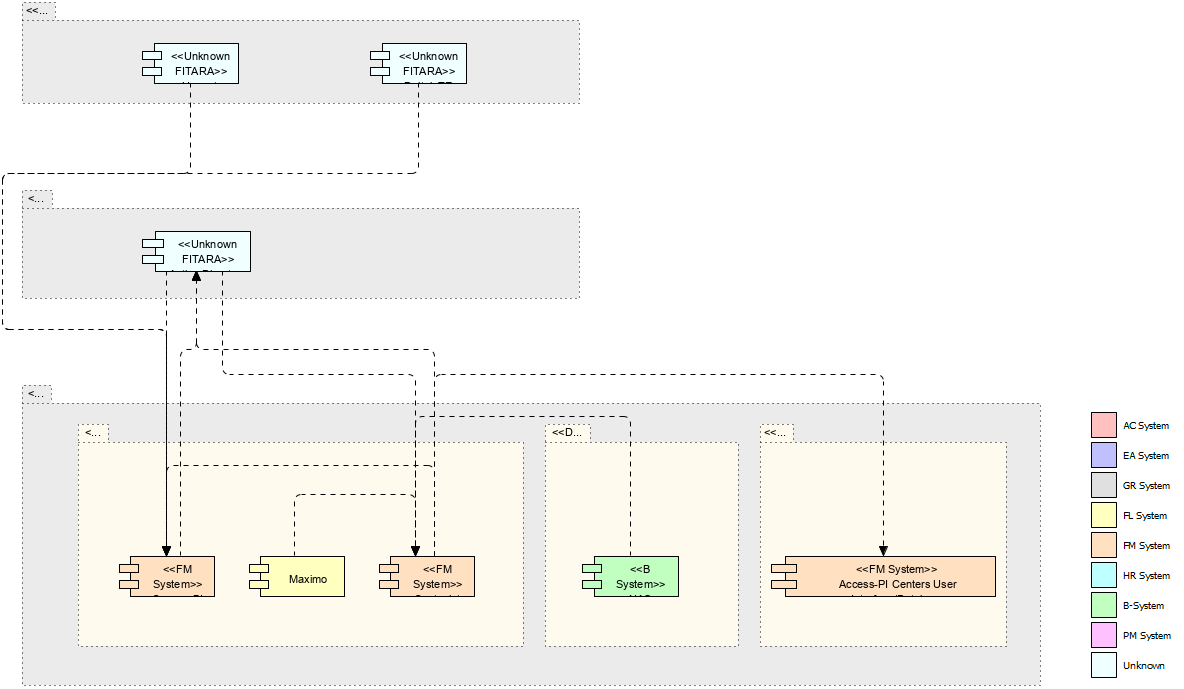 <<...
<<Unknown
FITARA>>
<<Unknown
FITARA>>
<...
<<Unknown
FITARA>>
<...
<...
<<D...
<<...
<<FM
System>>
Maximo
<<FM
System>>
<<B
System>>
<<FM System>>
Access-PI Centers User
AC System
EA System
GR System
FL System
FM System
HR System
B-System
PM System
Unknown